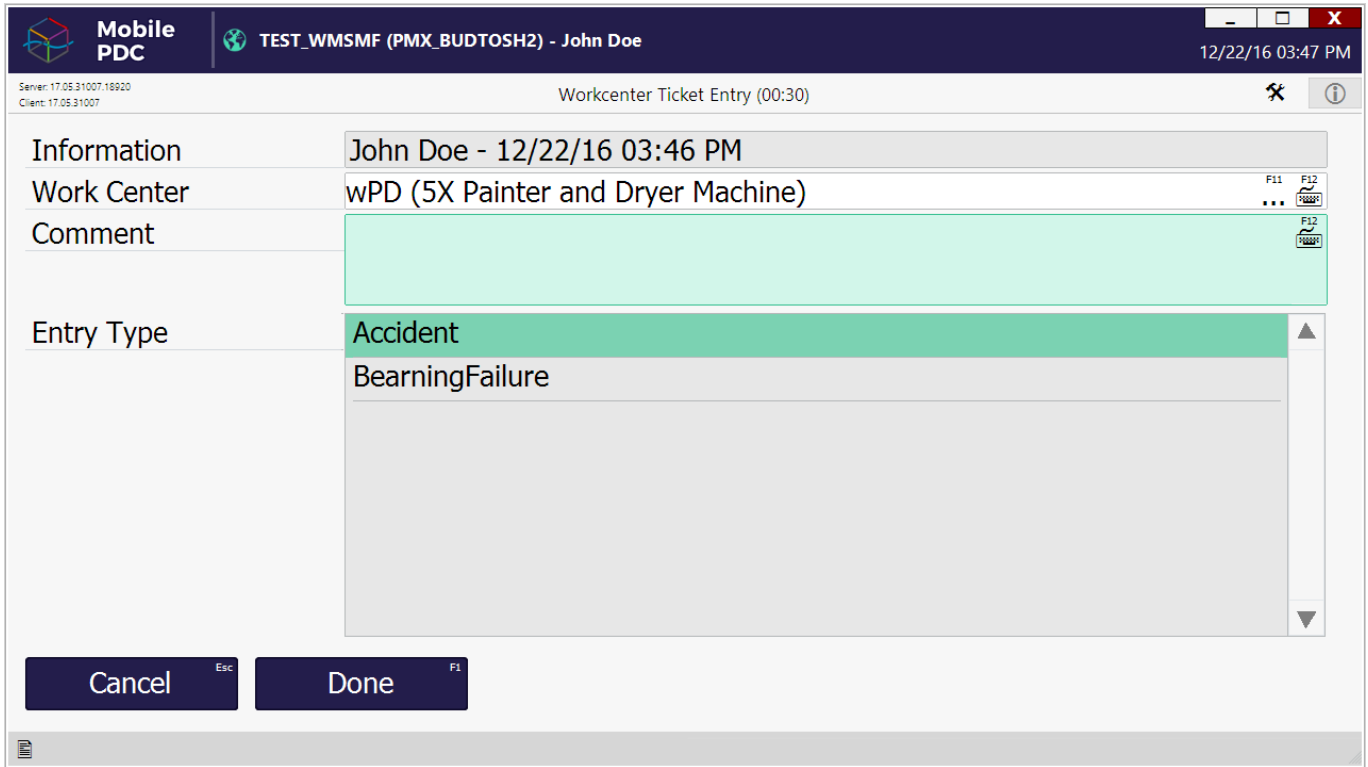 Mobile
PDC
TEST_WMSMF (PMX_BUDTOSH2) - John Doe
X
12/22/16 03:47 PM
Server: 17.05.31007.18920
Client: 17.05.31007
Workcenter Ticket Entry (00:30)
Information
John Doe - 12/22/16 03:46 PM
Work Center
wPD (5X Painter and Dryer Machine)
F11
...
F12
Comment
F12
Entry Type
Accident
BearningFailure
Cancel
Esc
Done
F1